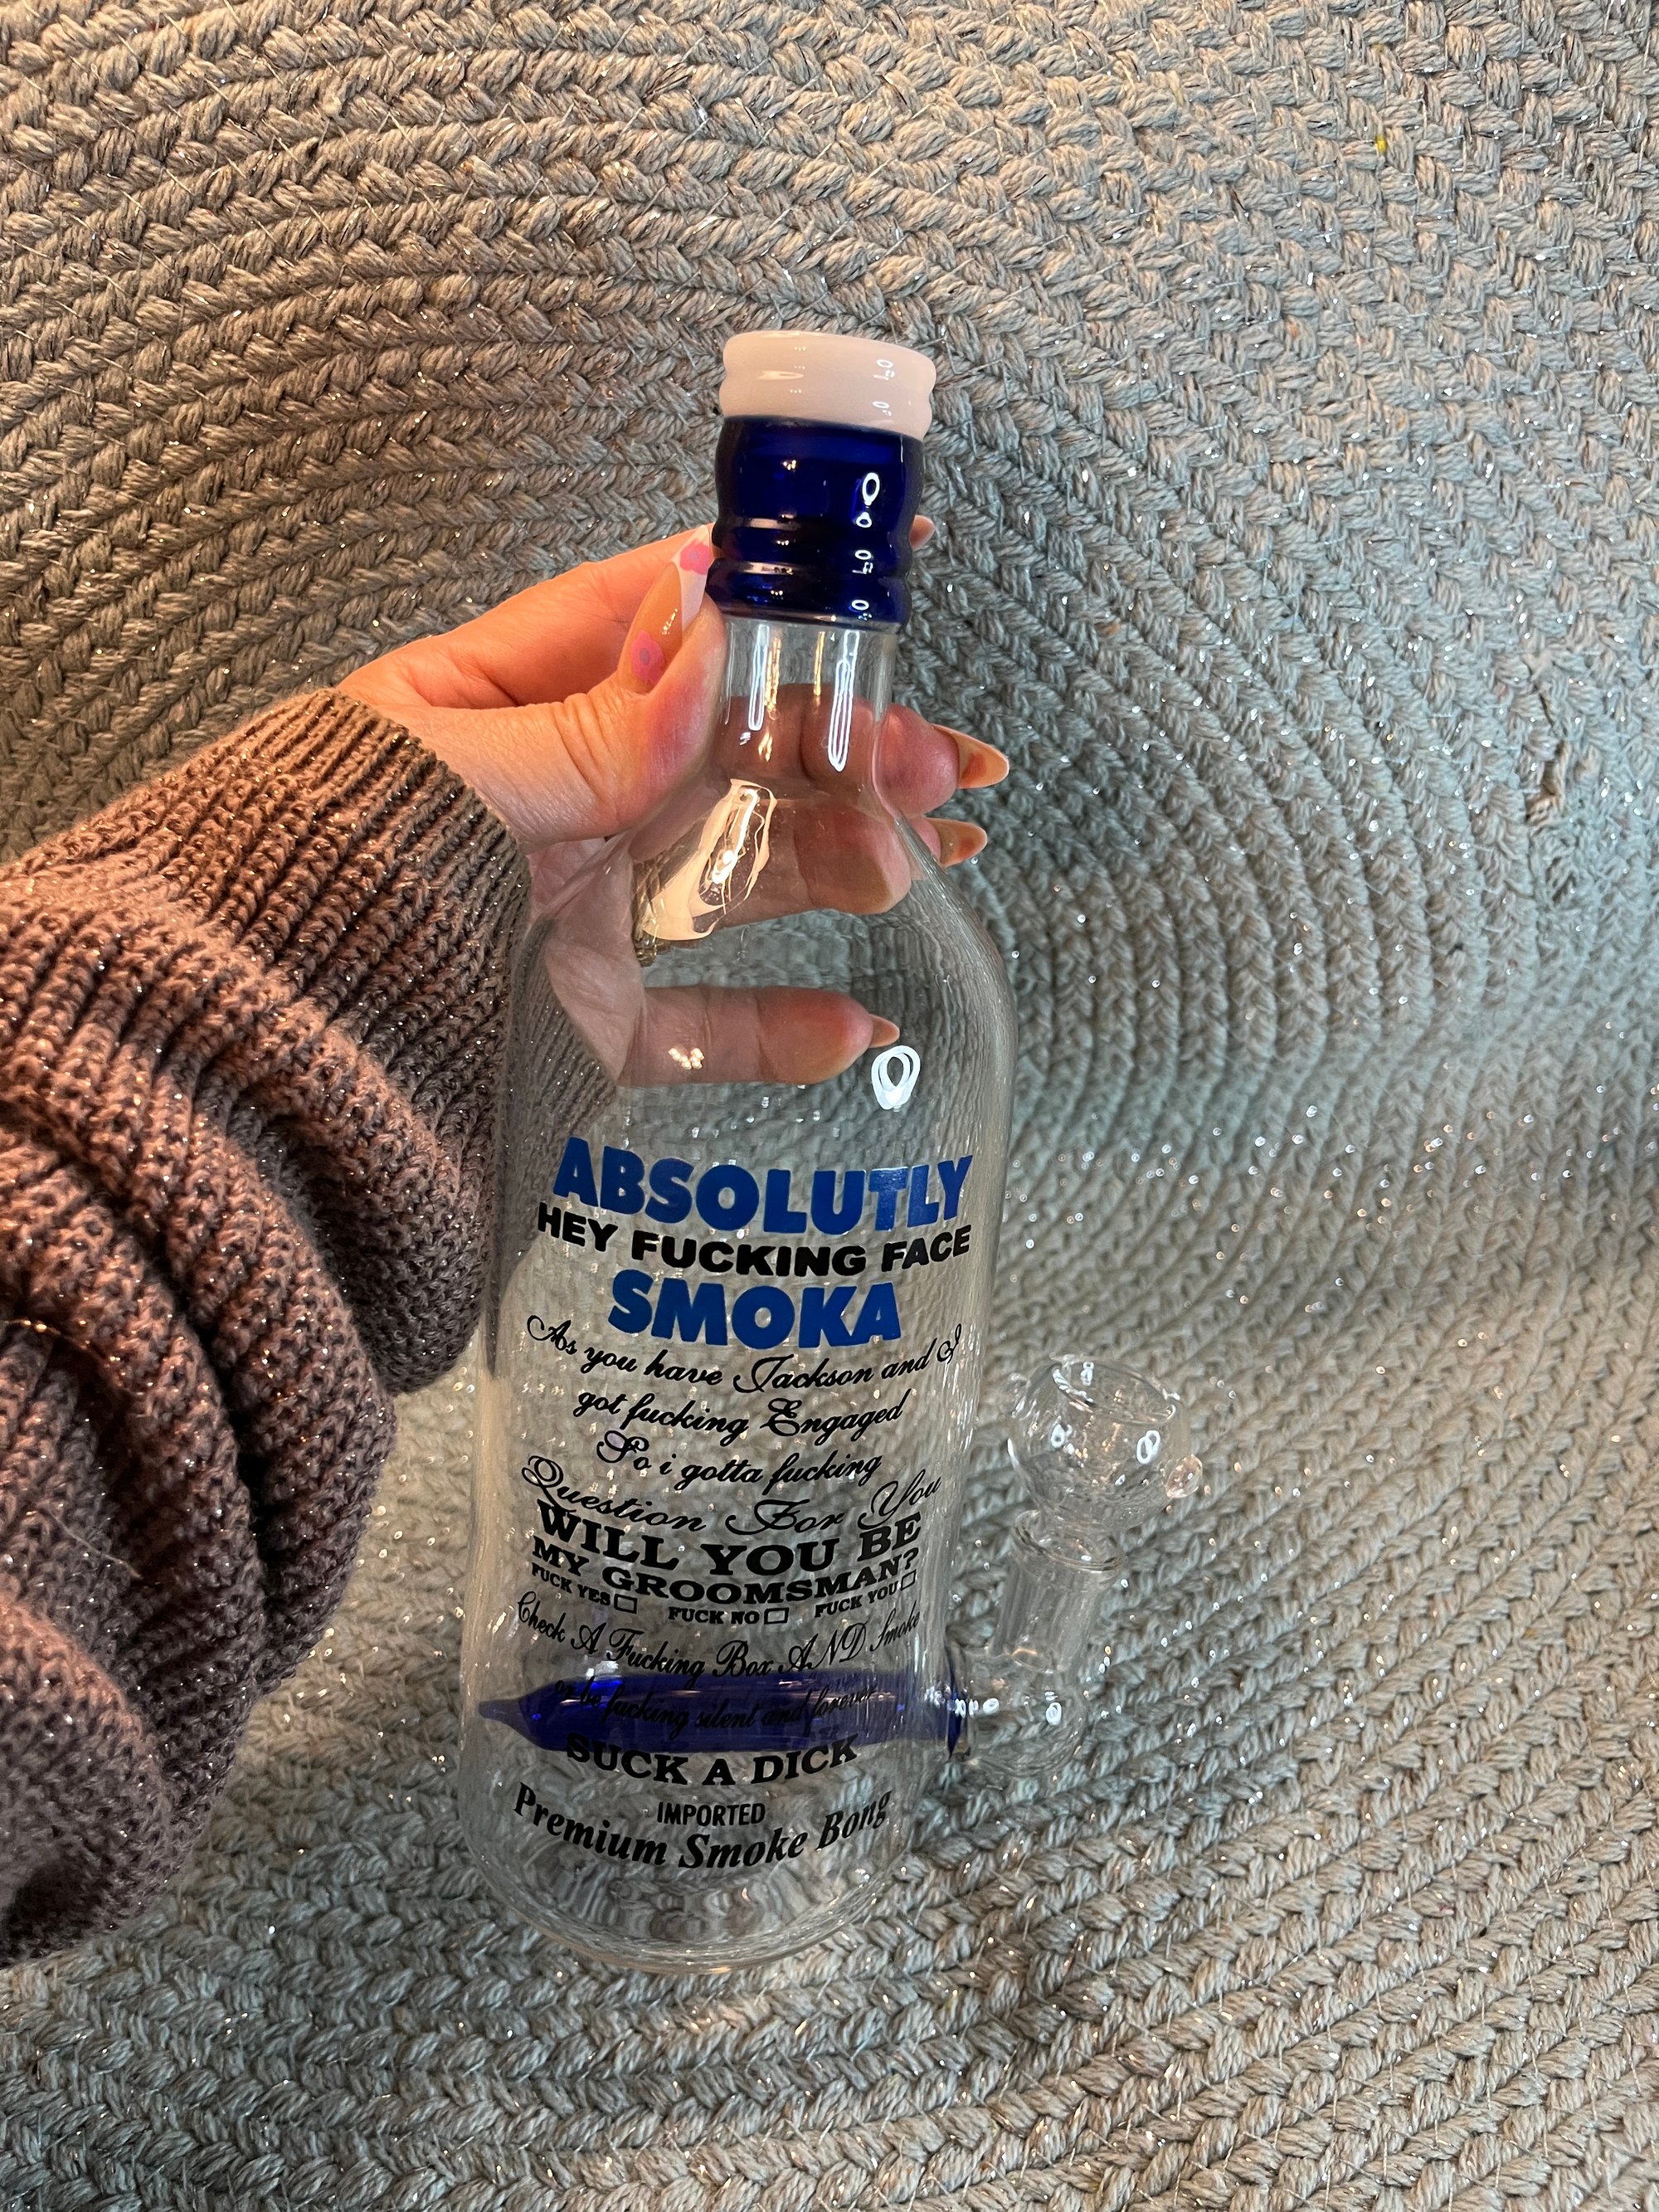 ABSOLUTLY
HEY FUCKING FACE
SMOKA
As you have Jackson and I
got fucking Engaged
So i gotta fucking
Question For You
WILL YOU BE
MY GROOMSMAN?
FUCK YES FUCK NO FUCK YOU
Check A Fucking Box AND Smoke
or be fucking silent and forever
SUCK A DICK
IMPORTED
Premium Smoke Bong